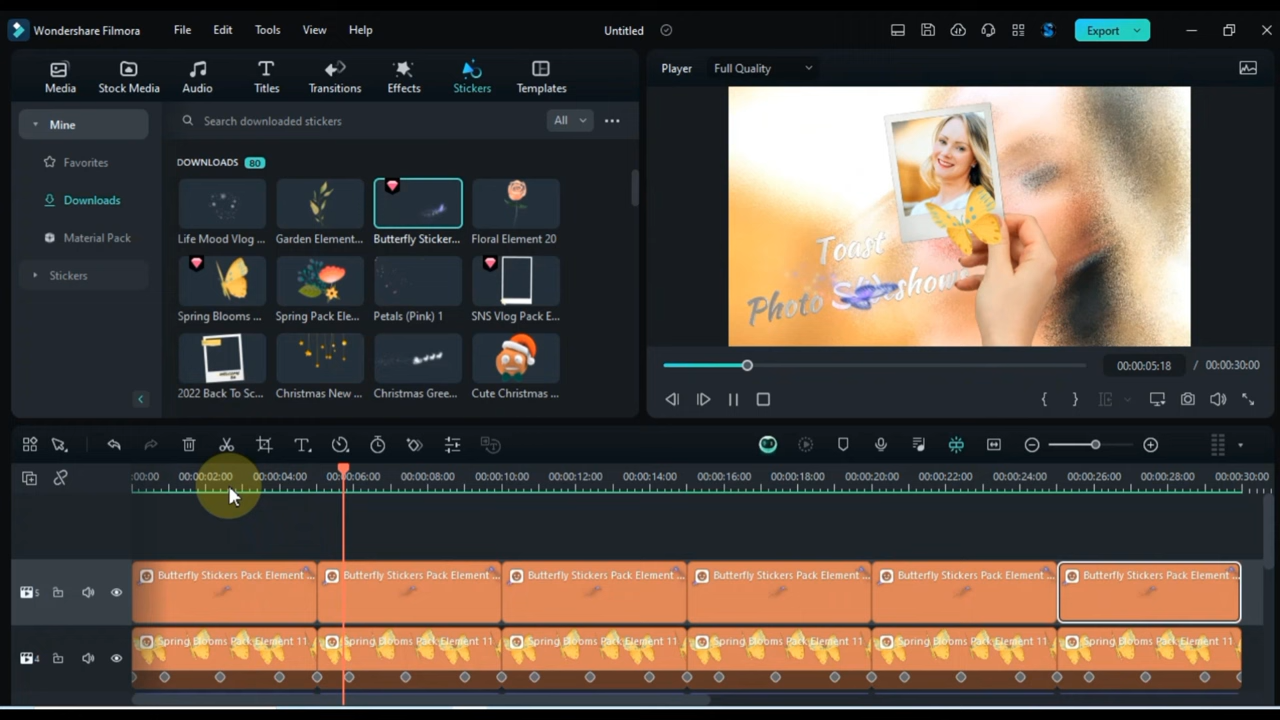 Wondershare Filmora
File
Edit
Tools
View
Help
Untitled
Export
Media
Stock Media
Audio
Titles
Transitions
Effects
Stickers
Templates
Player
Full Quality
Mine
Search downloaded stickers
All
Favorites
DOWNLOADS 80
Downloads
Material Pack
Stickers
Life Mood Vlog ...
Garden Element...
Butterfly Sticker...
Floral Element 20
Spring Blooms ...
Spring Pack Ele...
Petals (Pink) 1
SNS Vlog Pack E...
2022 Back To Sc...
Christmas New ...
Christmas Gree...
Cute Christmas ...
Toast
Photo Slideshow
00:00:05:18 / 00:00:30:00
:00:00 00:00:02:00 00:00:04:00 00:00:06:00 00:00:08:00 00:00:10:00 00:00:12:00 00:00:14:00 00:00:16:00 00:00:18:00 00:00:20:00 00:00:22:00 00:00:24:00 00:00:26:00 00:00:28:00 00:00:30:00
5
Butterfly Stickers Pack Element ...
Butterfly Stickers Pack Element ...
Butterfly Stickers Pack Element ...
Butterfly Stickers Pack Element ...
Butterfly Stickers Pack Element ...
Butterfly Stickers Pack Element ...
4
Spring Blooms Pack Element 11
Spring Blooms Pack Element 11
Spring Blooms Pack Element 11
Spring Blooms Pack Element 11
Spring Blooms Pack Element 11
Spring Blooms Pack Element 11